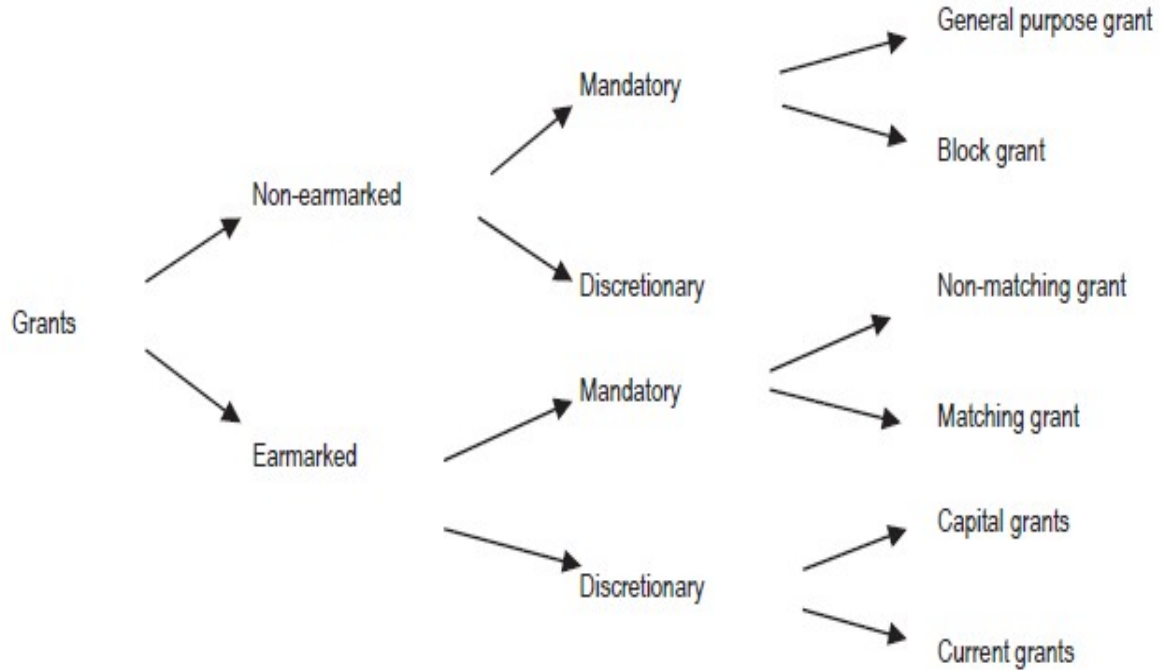 General purpose grant
Mandatory
Block grant
Non-earmarked
Discretionary
Non-matching grant
Grants
Mandatory
Matching grant
Earmarked
Capital grants
Discretionary
Current grants